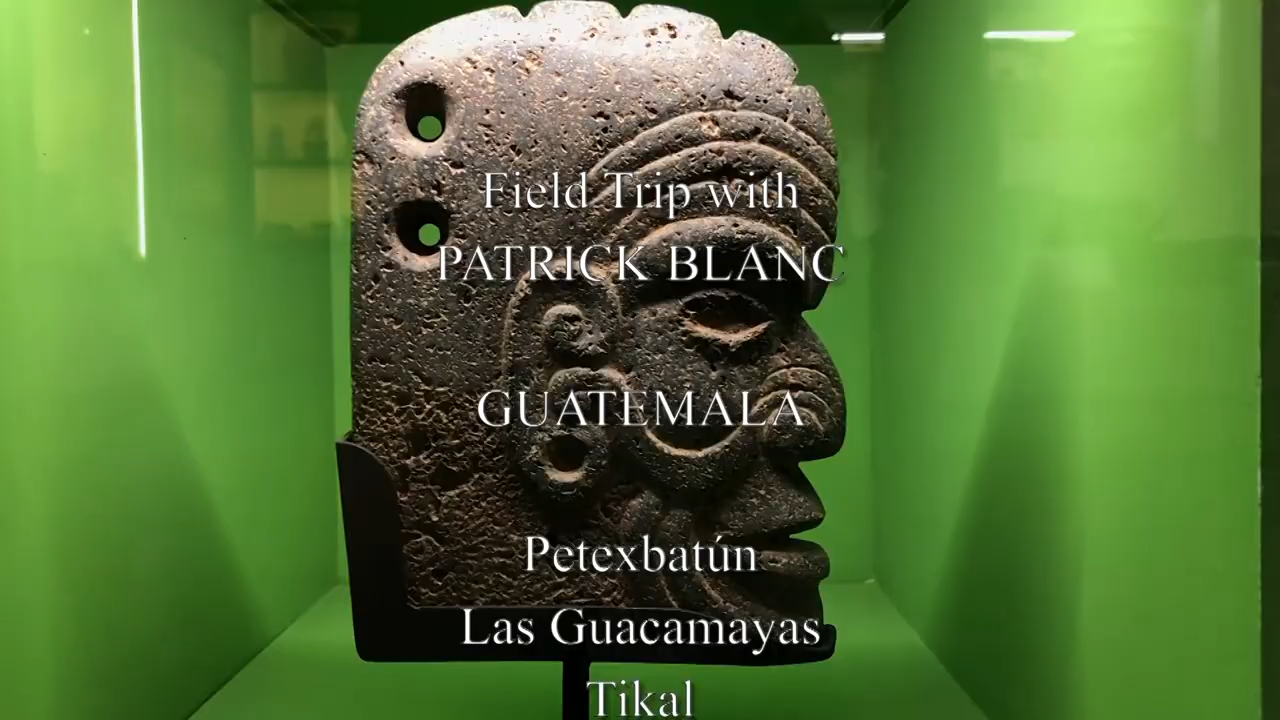 Field Trip with
PATRICK BLANC
GUATEMALA
Petexbatún
Las Guacamayas
Tikal